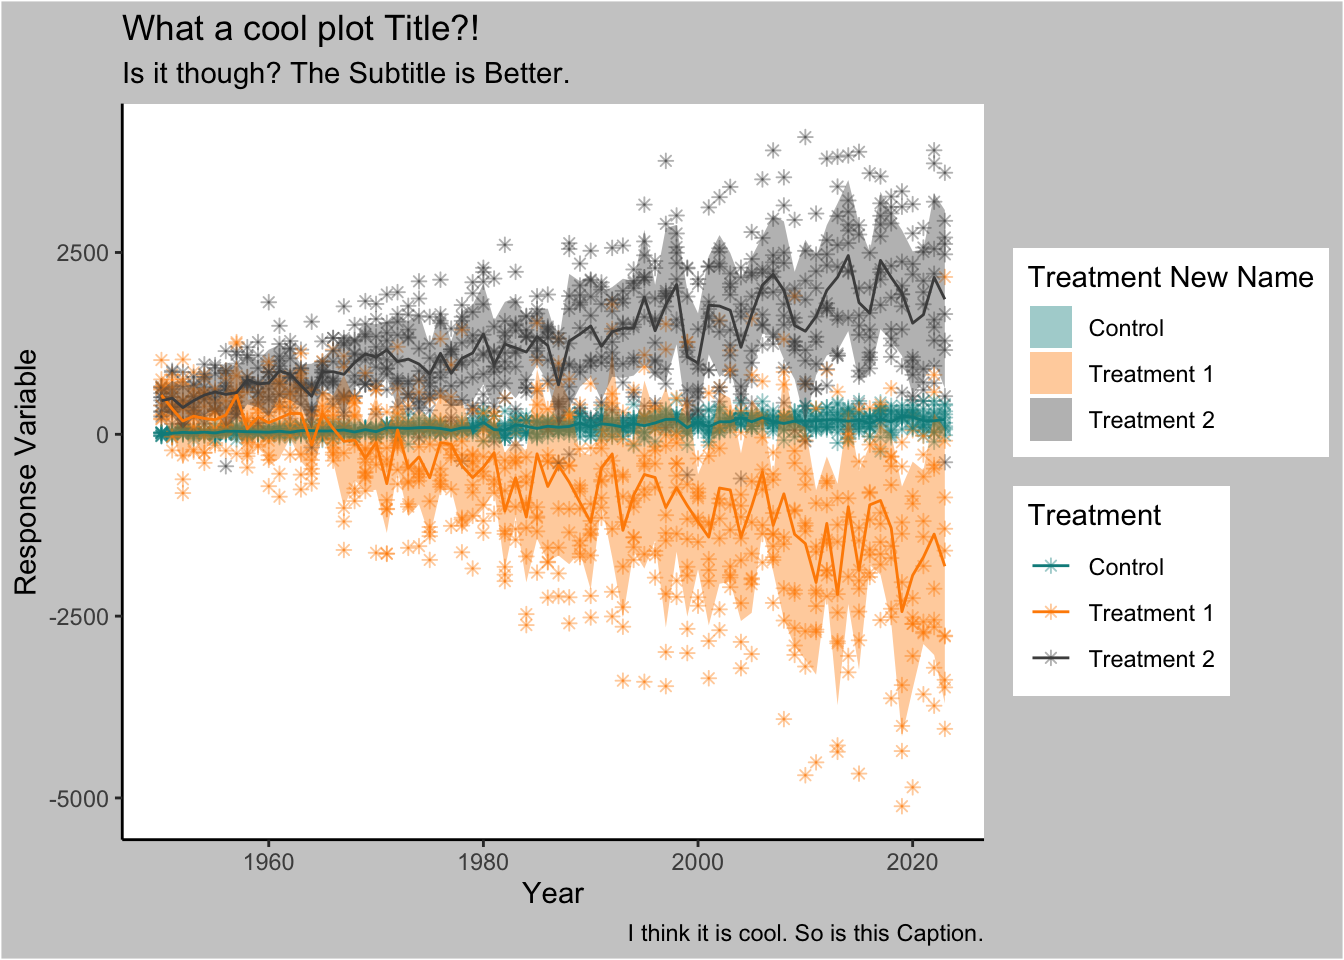 What a cool plot Title?!
Is it though? The Subtitle is Better.
Response Variable
2500
0
-2500
-5000
1960
1980
2000
2020
Year
I think it is cool. So is this Caption.
Treatment New Name
Control
Treatment 1
Treatment 2
Treatment
Control
Treatment 1
Treatment 2